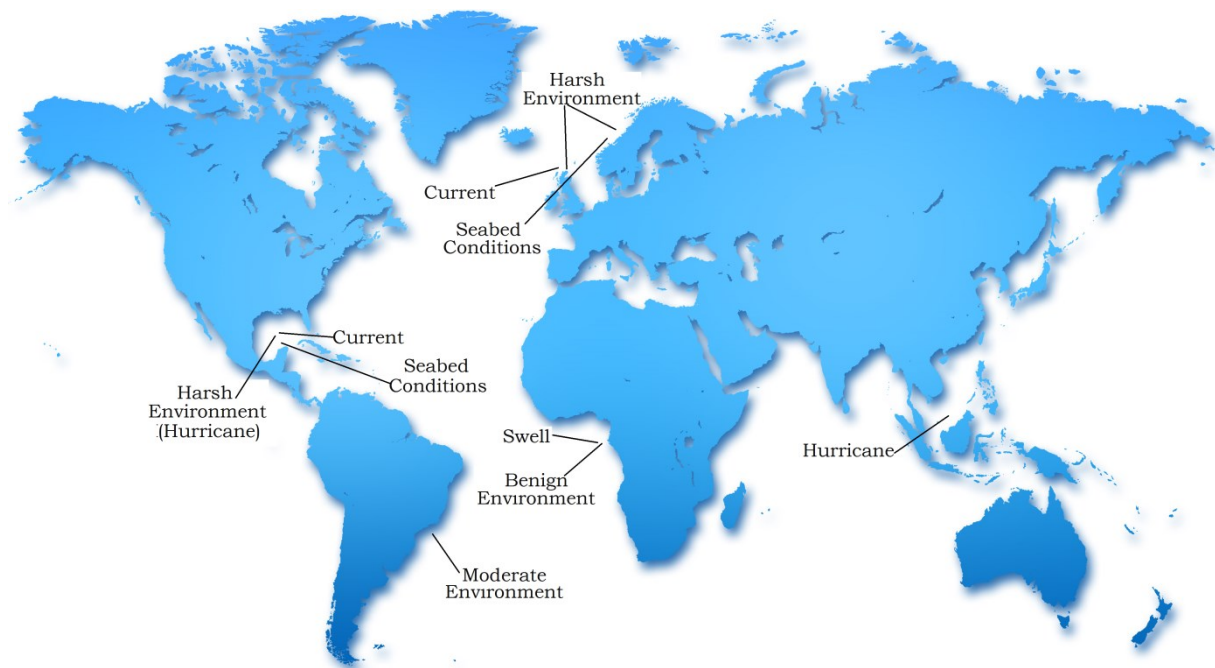 Harsh
Environment
Current
Seabed
Conditions
Current
Seabed
Conditions
Harsh
Environment
(Hurricane)
Swell
Benign
Environment
Hurricane
Moderate
Environment